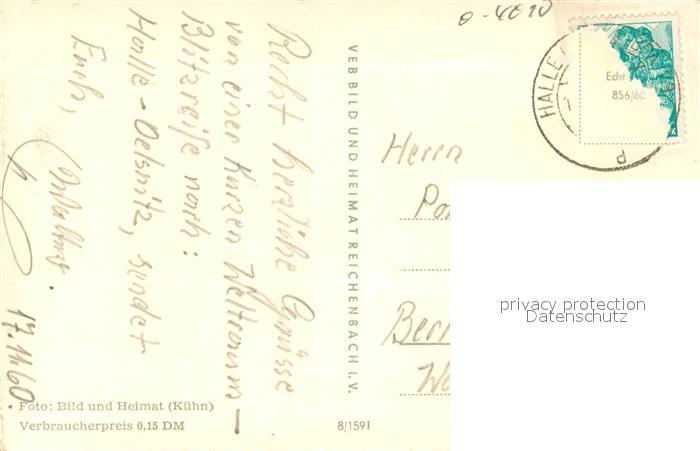 Recht herzliche Grüsse
von einer kurzen Weltraum-
Blitzreise nach:
Halle - Oelsnitz, sendet
Euch,
17.11.60.
Foto: Bild und Heimat (Kühn)
Verbraucherpreis 0,15 DM
VEB BILD UND HEIMAT REICHENBACH I. V.
8/1591
HALLE
Echt
856/60
Herrn
privacy protection
Datenschutz